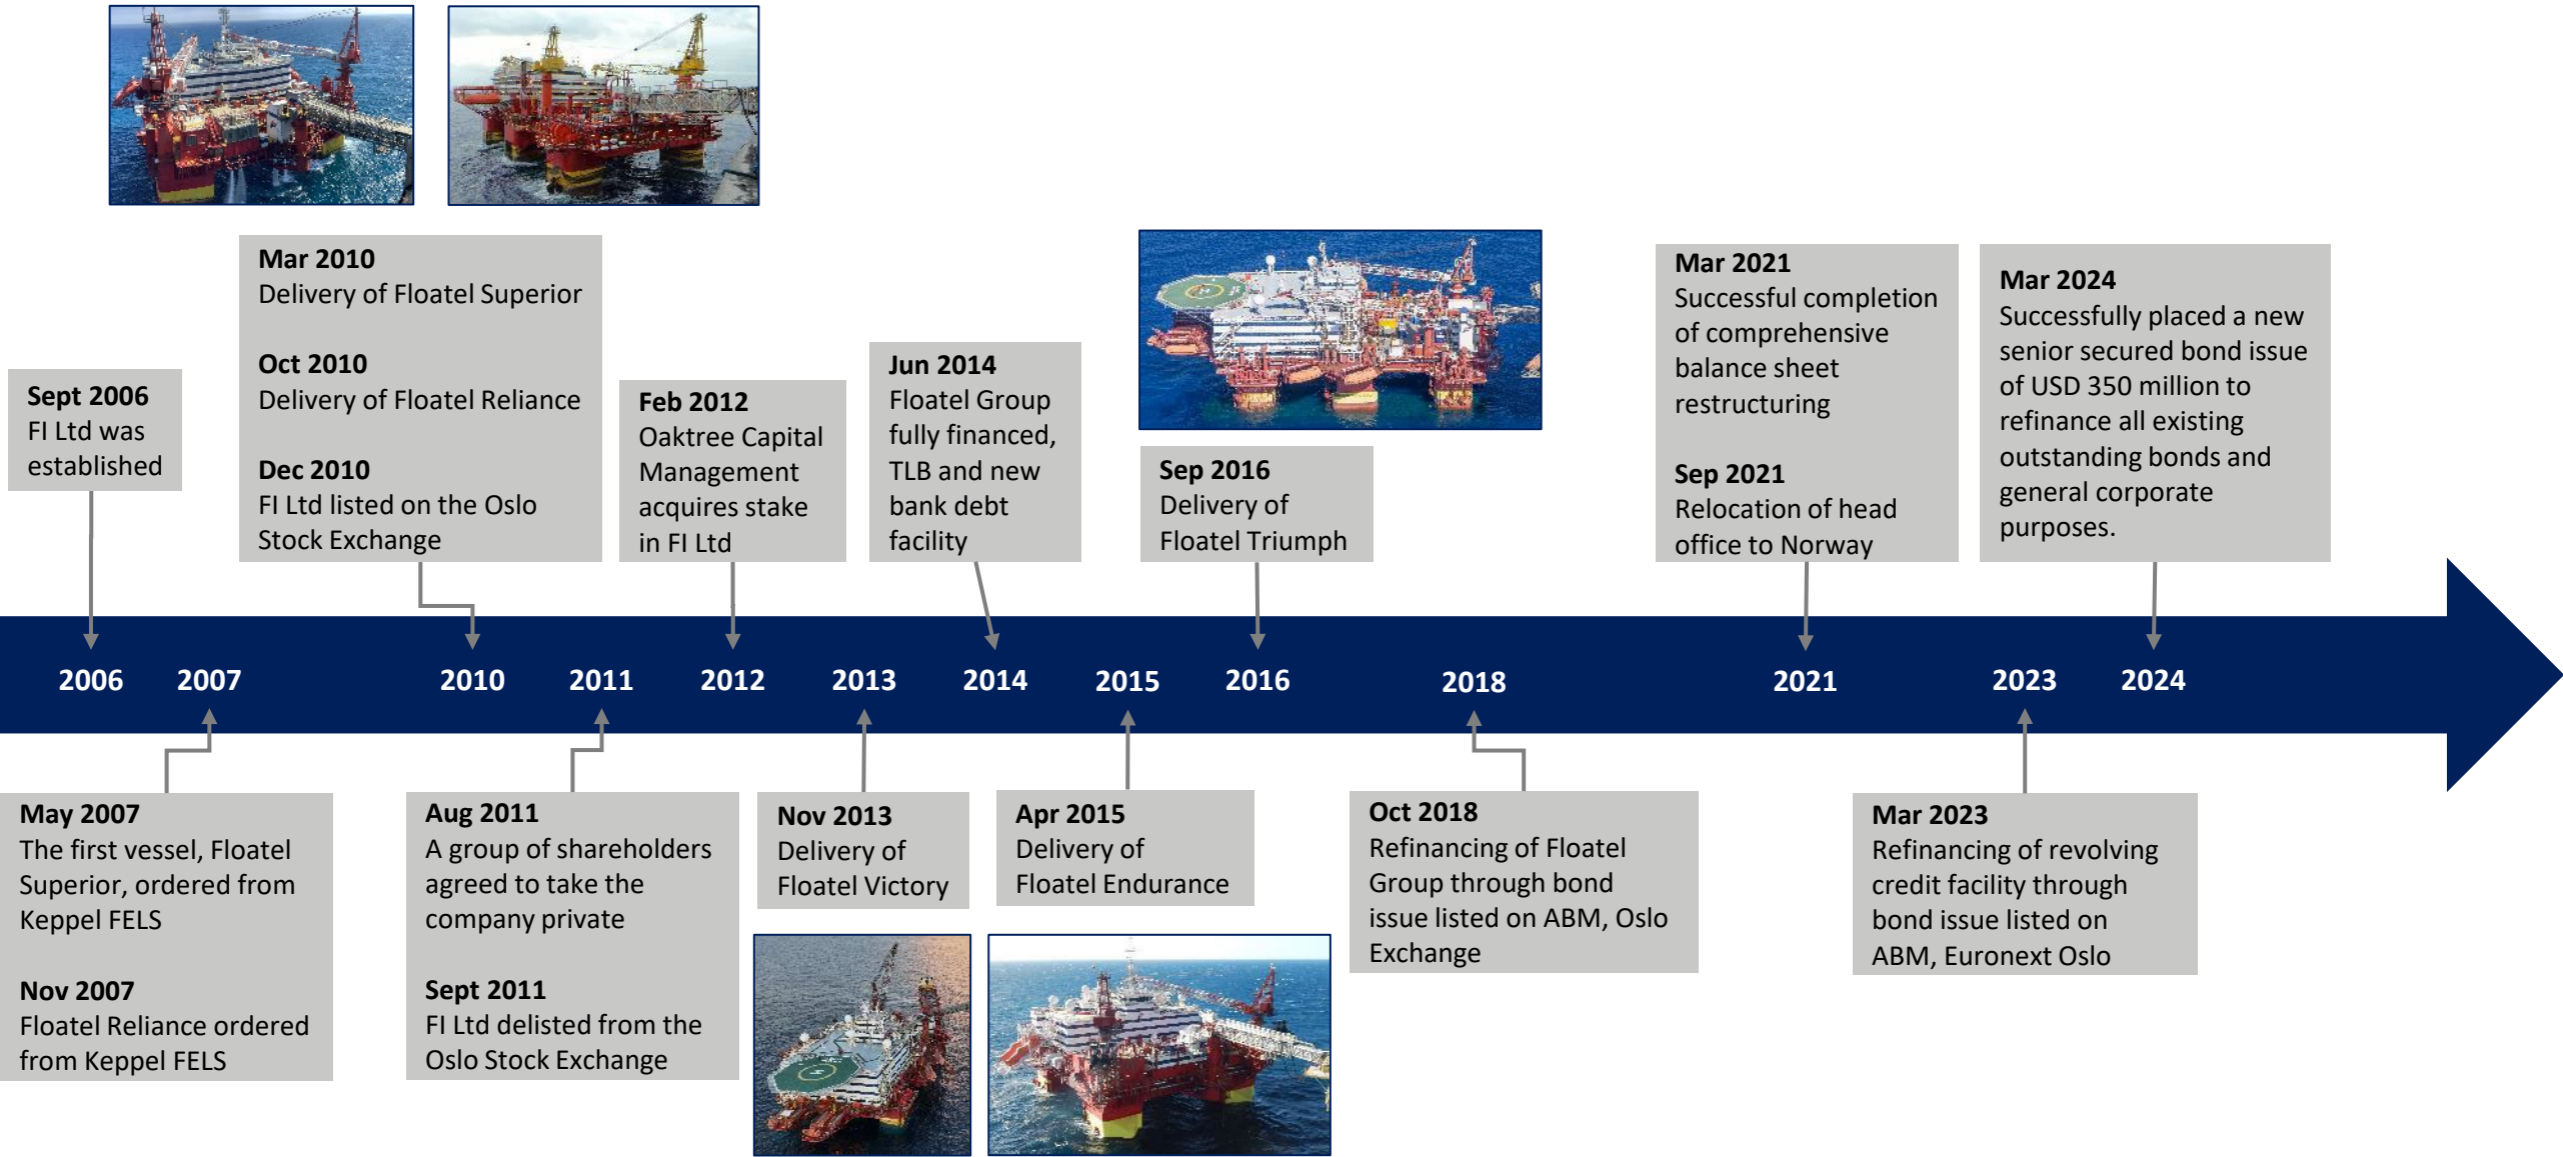 Mar 2010
Delivery of Floatel Superior
Oct 2010
Delivery of Floatel Reliance
Dec 2010
FI Ltd listed on the Oslo
Stock Exchange
Sept 2006
FI Ltd was
established
Feb 2012
Oaktree Capital
Management
acquires stake
in FI Ltd
Jun 2014
Floatel Group
fully financed,
TLB and new
bank debt
facility
Sep 2016
Delivery of
Floatel Triumph
Mar 2021
Successful completion
of comprehensive
balance sheet
restructuring
Sep 2021
Relocation of head
office to Norway
Mar 2024
Successfully placed a new
senior secured bond issue
of USD 350 million to
refinance all existing
outstanding bonds and
general corporate
purposes.
2006 2007 2010 2011 2012 2013 2014 2015 2016 2018 2021 2023 2024
May 2007
The first vessel, Floatel
Superior, ordered from
Keppel FELS
Nov 2007
Floatel Reliance ordered
from Keppel FELS
Aug 2011
A group of shareholders
agreed to take the
company private
Sept 2011
FI Ltd delisted from the
Oslo Stock Exchange
Nov 2013
Delivery of
Floatel Victory
Apr 2015
Delivery of
Floatel Endurance
Oct 2018
Refinancing of Floatel
Group through bond
issue listed on ABM, Oslo
Exchange
Mar 2023
Refinancing of revolving
credit facility through
bond issue listed on
ABM, Euronext Oslo